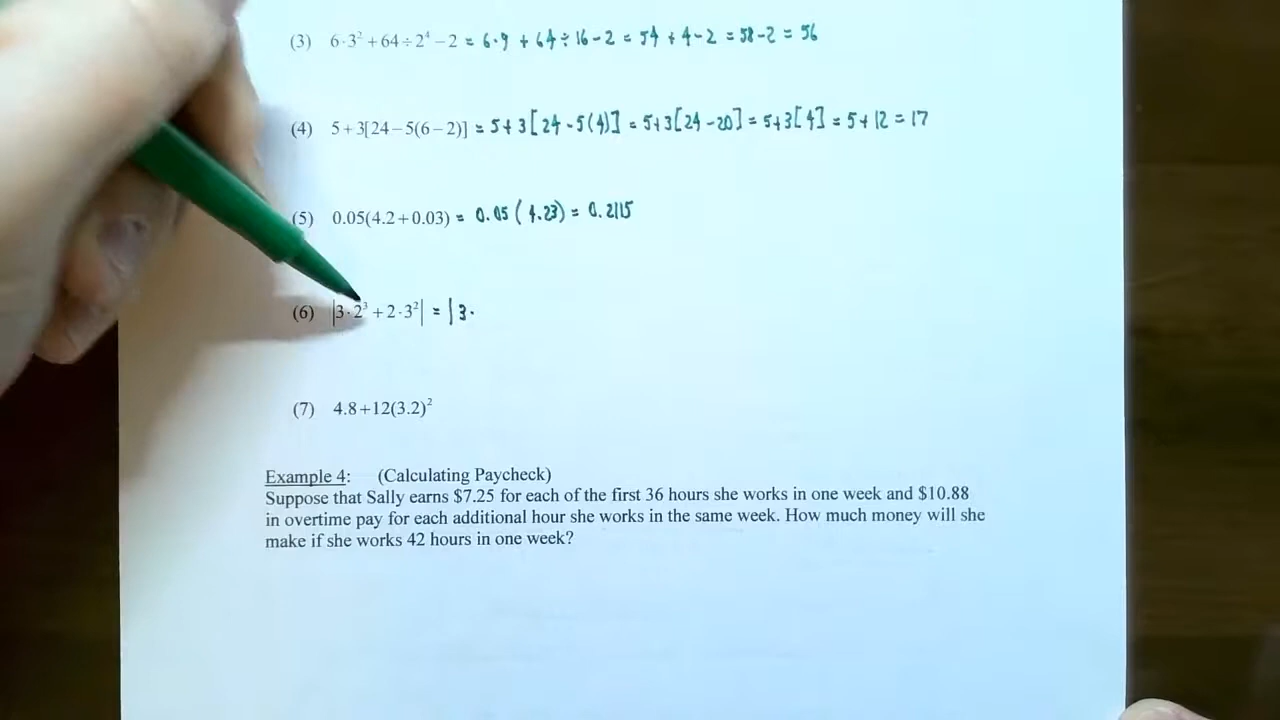 (3) 6·3² + 64 ÷ 2⁴ − 2 = 6·9 + 64 ÷ 16 − 2 = 54 + 4 − 2 = 58 − 2 = 56
(4) 5 + 3[24 − 5(6 − 2)] = 5 + 3[24 − 5(4)] = 5 + 3[24 − 20] = 5 + 3[4] = 5 + 12 = 17
(5) 0.05(4.2 + 0.03) = 0.05(4.23) = 0.2115
(6) |3·2³ + 2·3²| = |3·
(7) 4.8 + 12(3.2)²
Example 4: (Calculating Paycheck)
Suppose that Sally earns $7.25 for each of the first 36 hours she works in one week and $10.88
in overtime pay for each additional hour she works in the same week. How much money will she
make if she works 42 hours in one week?